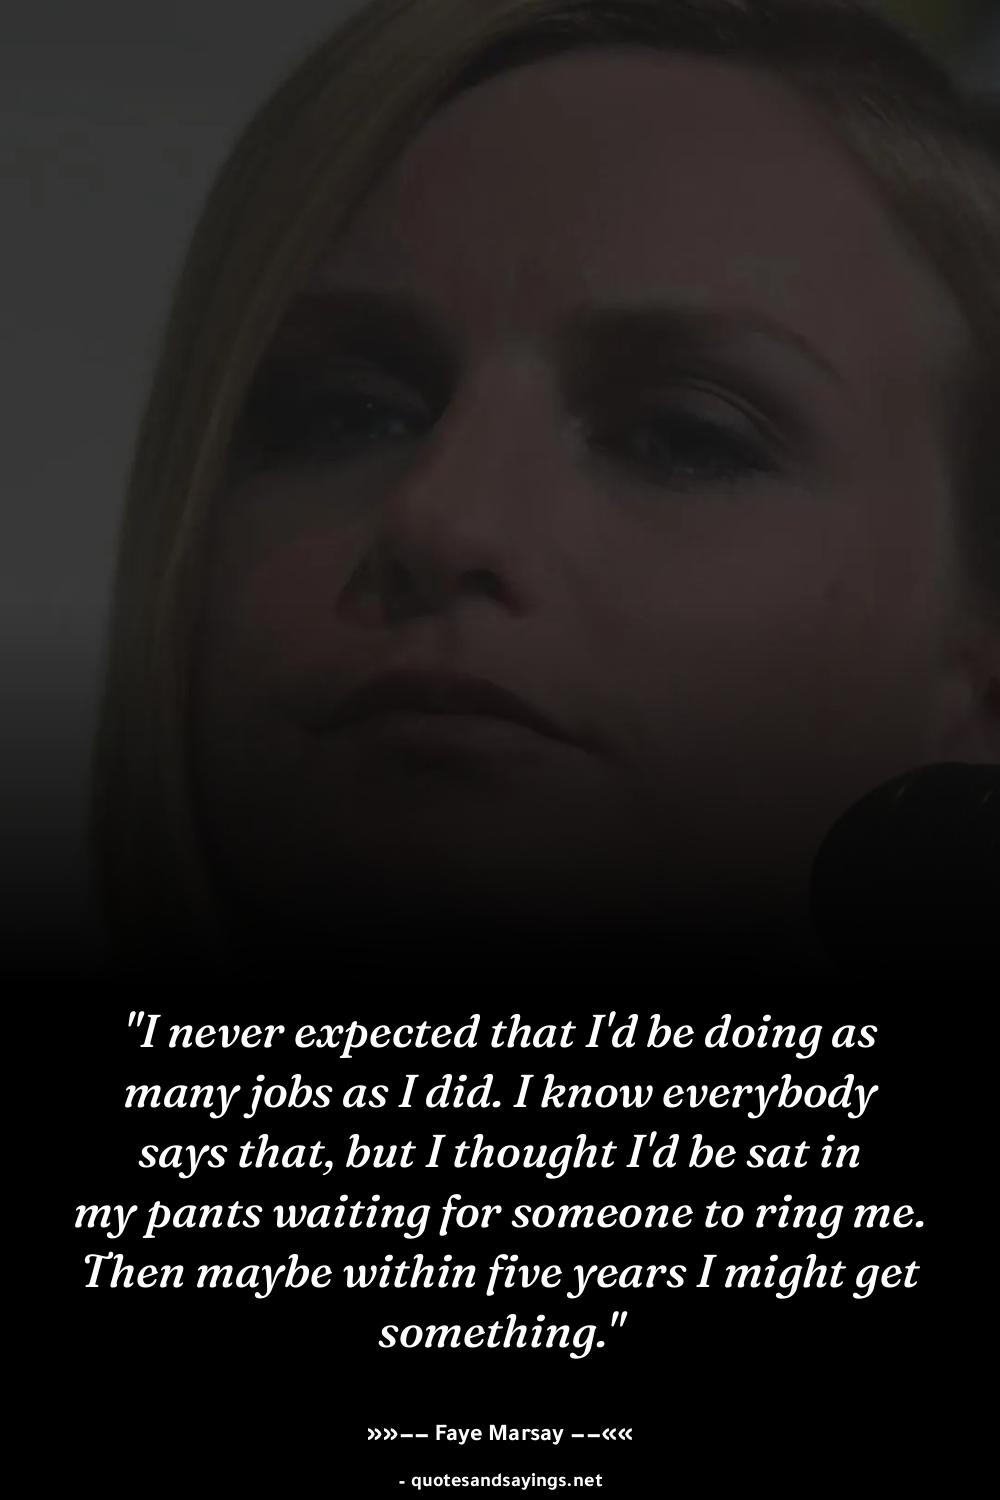 "I never expected that I'd be doing as
many jobs as I did. I know everybody
says that, but I thought I'd be sat in
my pants waiting for someone to ring me.
Then maybe within five years I might get
something."
»»–– Faye Marsay ––««
- quotesandsayings.net